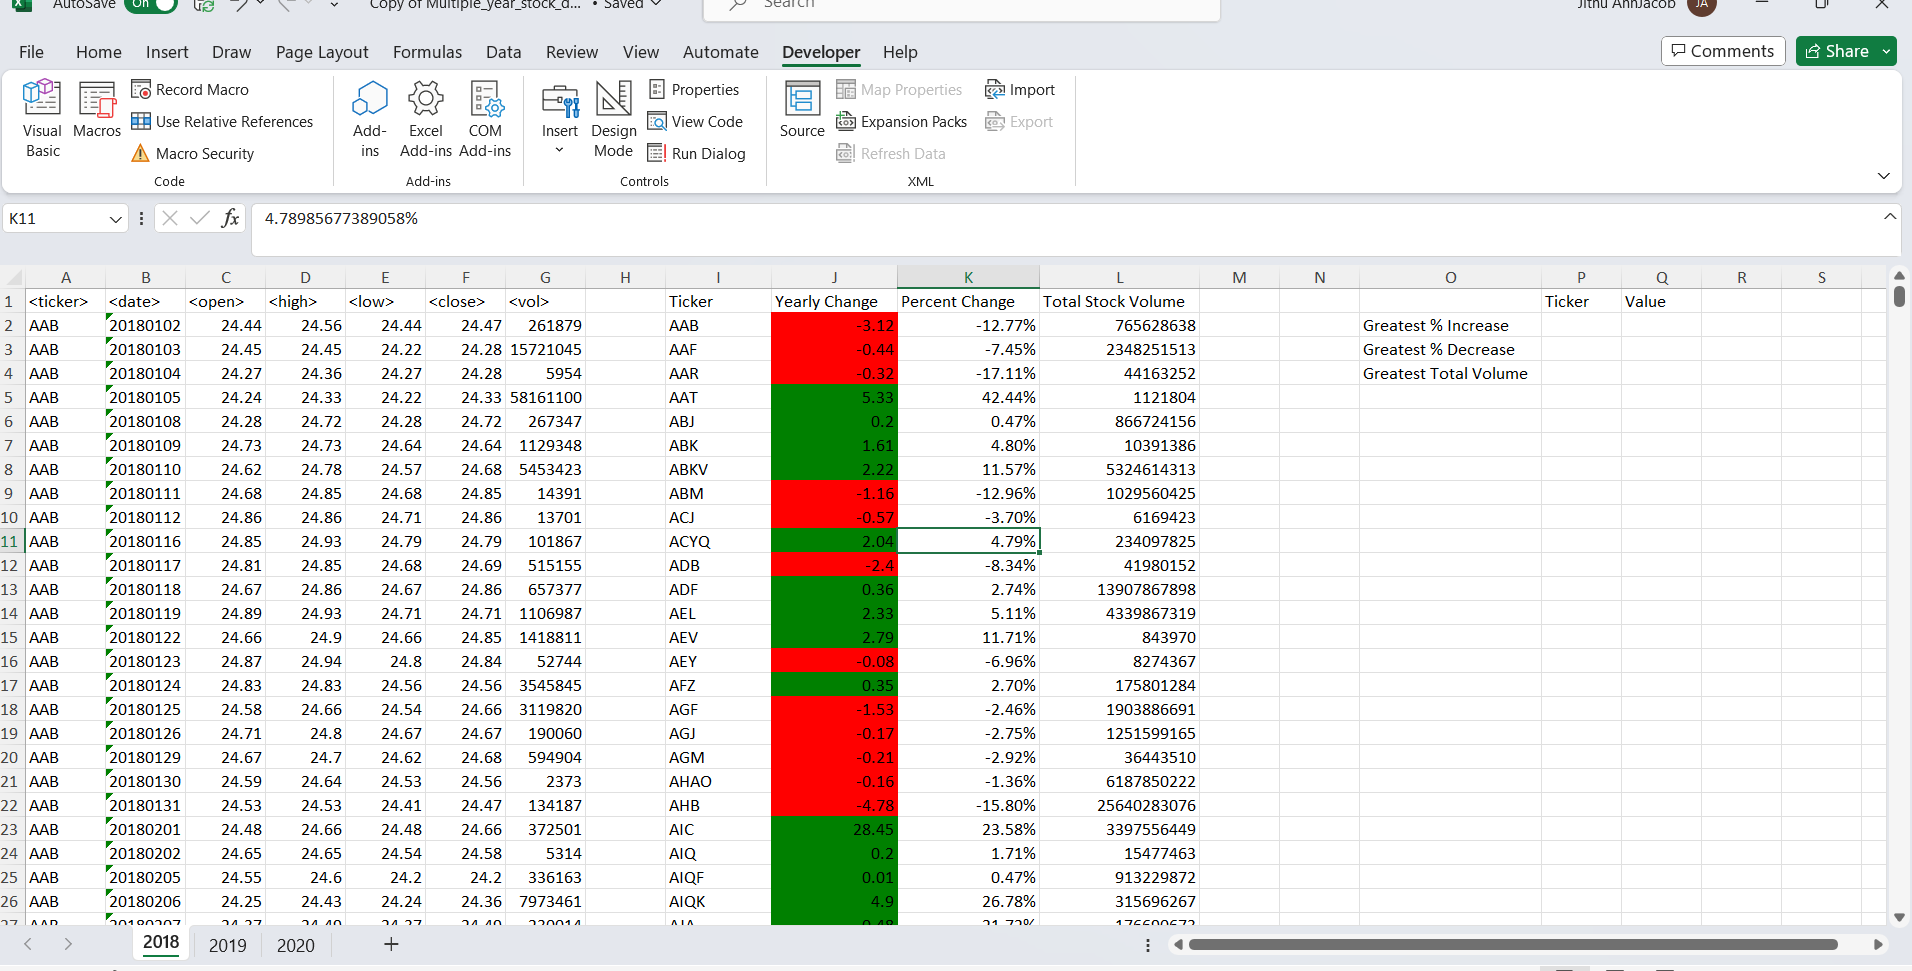 AutoSave On Copy of Multiple_year_stock_d... • Saved Search Jithu AnnJacob JA
File Home Insert Draw Page Layout Formulas Data Review View Automate Developer Help Comments Share
Visual Basic Macros Record Macro Use Relative References Macro Security Code
Add-ins Excel Add-ins COM Add-ins Add-ins
Insert Design Mode Properties View Code Run Dialog Controls
Source Map Properties Expansion Packs Refresh Data Import Export XML
K11 fx 4.78985677389058%
A B C D E F G H I J K L M N O P Q R S
1 <ticker> <date> <open> <high> <low> <close> <vol> Ticker Yearly Change Percent Change Total Stock Volume Ticker Value
2 AAB 20180102 24.44 24.56 24.44 24.47 261879 AAB -3.12 -12.77% 765628638 Greatest % Increase
3 AAB 20180103 24.45 24.45 24.22 24.28 15721045 AAF -0.44 -7.45% 2348251513 Greatest % Decrease
4 AAB 20180104 24.27 24.36 24.27 24.28 5954 AAR -0.32 -17.11% 44163252 Greatest Total Volume
5 AAB 20180105 24.24 24.33 24.22 24.33 58161100 AAT 5.33 42.44% 1121804
6 AAB 20180108 24.28 24.72 24.28 24.72 267347 ABJ 0.2 0.47% 866724156
7 AAB 20180109 24.73 24.73 24.64 24.64 1129348 ABK 1.61 4.80% 10391386
8 AAB 20180110 24.62 24.78 24.57 24.68 5453423 ABKV 2.22 11.57% 5324614313
9 AAB 20180111 24.68 24.85 24.68 24.85 14391 ABM -1.16 -12.96% 1029560425
10 AAB 20180112 24.86 24.86 24.71 24.86 13701 ACJ -0.57 -3.70% 6169423
11 AAB 20180116 24.85 24.93 24.79 24.79 101867 ACYQ 2.04 4.79% 234097825
12 AAB 20180117 24.81 24.85 24.68 24.69 515155 ADB -2.4 -8.34% 41980152
13 AAB 20180118 24.67 24.86 24.67 24.86 657377 ADF 0.36 2.74% 13907867898
14 AAB 20180119 24.89 24.93 24.71 24.71 1106987 AEL 2.33 5.11% 4339867319
15 AAB 20180122 24.66 24.9 24.66 24.85 1418811 AEV 2.79 11.71% 843970
16 AAB 20180123 24.87 24.94 24.8 24.84 52744 AEY -0.08 -6.96% 8274367
17 AAB 20180124 24.83 24.83 24.56 24.56 3545845 AFZ 0.35 2.70% 175801284
18 AAB 20180125 24.58 24.66 24.54 24.66 3119820 AGF -1.53 -2.46% 1903886691
19 AAB 20180126 24.71 24.8 24.67 24.67 190060 AGJ -0.17 -2.75% 1251599165
20 AAB 20180129 24.67 24.7 24.62 24.68 594904 AGM -0.21 -2.92% 36443510
21 AAB 20180130 24.59 24.64 24.53 24.56 2373 AHAO -0.16 -1.36% 6187850222
22 AAB 20180131 24.53 24.53 24.41 24.47 134187 AHB -4.78 -15.80% 25640283076
23 AAB 20180201 24.48 24.66 24.48 24.66 372501 AIC 28.45 23.58% 3397556449
24 AAB 20180202 24.65 24.65 24.54 24.58 5314 AIQ 0.2 1.71% 15477463
25 AAB 20180205 24.55 24.6 24.2 24.2 336163 AIQF 0.01 0.47% 913229872
26 AAB 20180206 24.25 24.43 24.24 24.36 7973461 AIQK 4.9 26.78% 315696267
27 AAB 20180207
2018 2019 2020